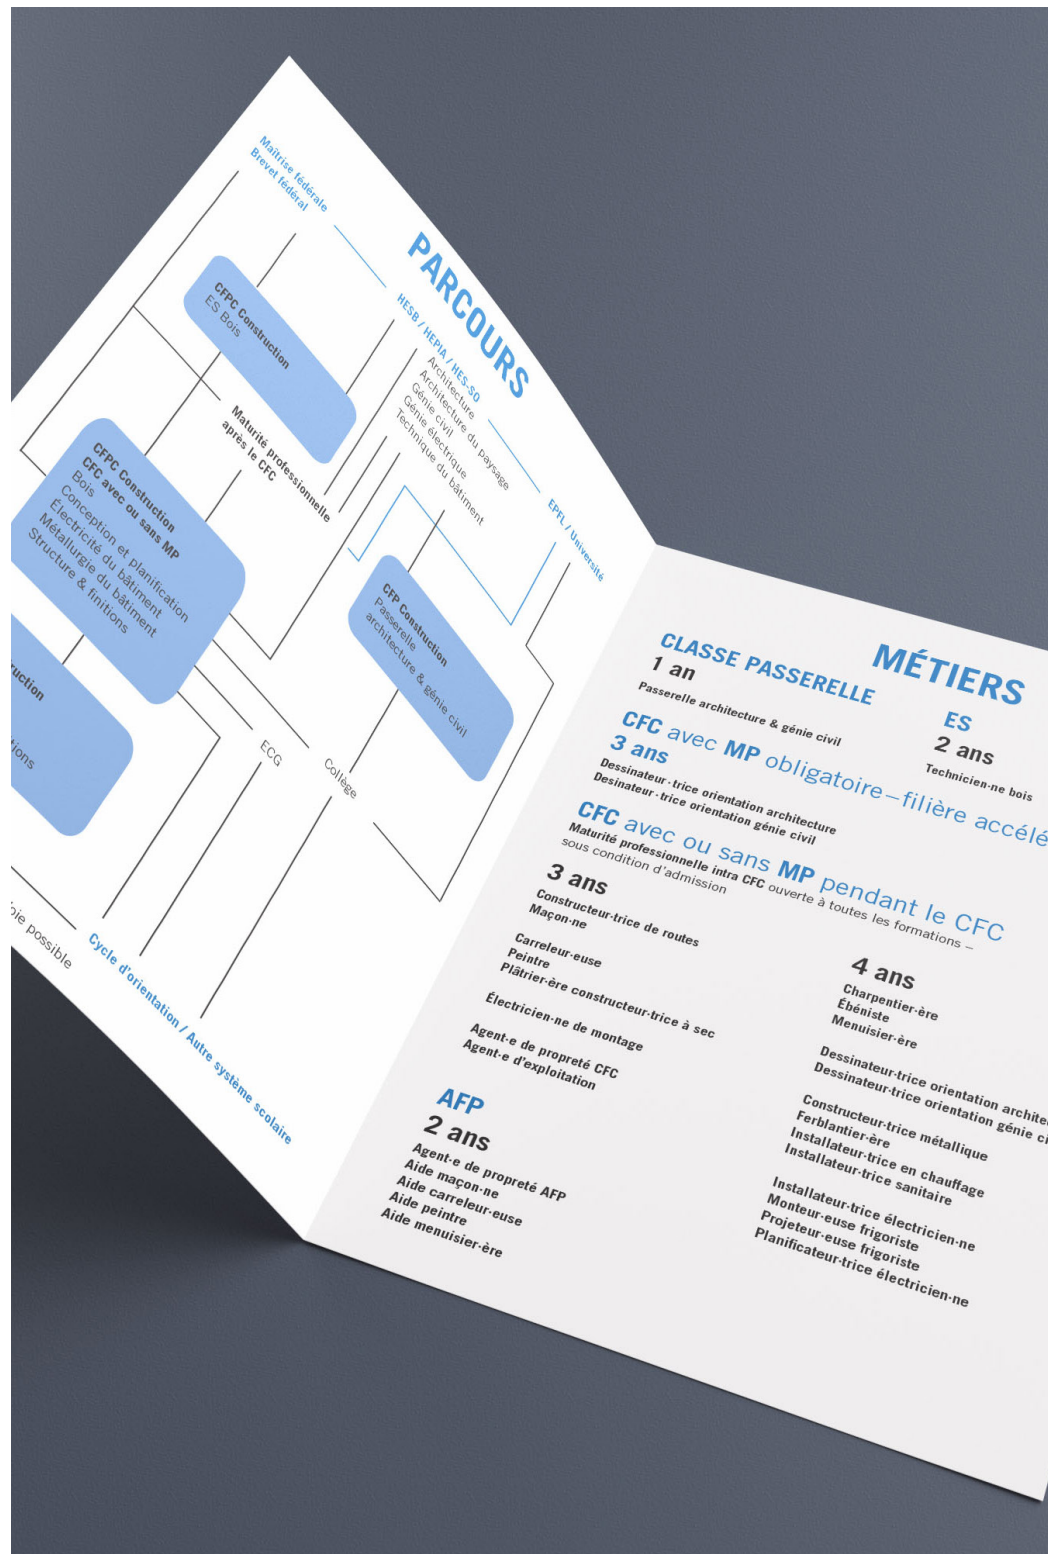 PARCOURS
Maîtrise fédérale
Brevet fédéral
HESB / HEPIA / HES-SO
Architecture
Architecture du paysage
Génie civil
Génie électrique
Technique du bâtiment
EPFL / Université
CFPC Construction
ES Bois
Maturité professionnelle
après le CFC
CFPC Construction
CFC avec ou sans MP
Bois
Conception et planification
Électricité du bâtiment
Métallurgie du bâtiment
Structure & finitions
CFP Construction
Passerelle
architecture & génie civil
ECG
Collège
possible
Cycle d'orientation / Autre système scolaire
MÉTIERS
CLASSE PASSERELLE
1 an
Passerelle architecture & génie civil
ES
2 ans
Technicien·ne bois
CFC avec MP obligatoire – filière accélé
3 ans
Dessinateur·trice orientation architecture
Desinateur·trice orientation génie civil
CFC avec ou sans MP pendant le CFC
Maturité professionnelle intra CFC ouverte à toutes les formations –
sous condition d'admission
3 ans
Constructeur·trice de routes
Maçon·ne
Carreleur·euse
Peintre
Plâtrier·ère constructeur·trice à sec
Électricien·ne de montage
Agent·e de propreté CFC
Agent·e d'exploitation
4 ans
Charpentier·ère
Ébéniste
Menuisier·ère
Dessinateur·trice orientation archite
Dessinateur·trice orientation génie ci
Constructeur·trice métallique
Ferblantier·ère
Installateur·trice en chauffage
Installateur·trice sanitaire
Installateur·trice électricien·ne
Monteur·euse frigoriste
Projeteur·euse frigoriste
Planificateur·trice électricien·ne
AFP
2 ans
Agent·e de propreté AFP
Aide maçon·ne
Aide carreleur·euse
Aide peintre
Aide menuisier·ère